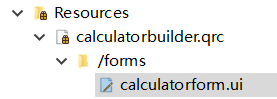 Resources
calculatorbuilder.qrc
/forms
calculatorform.ui